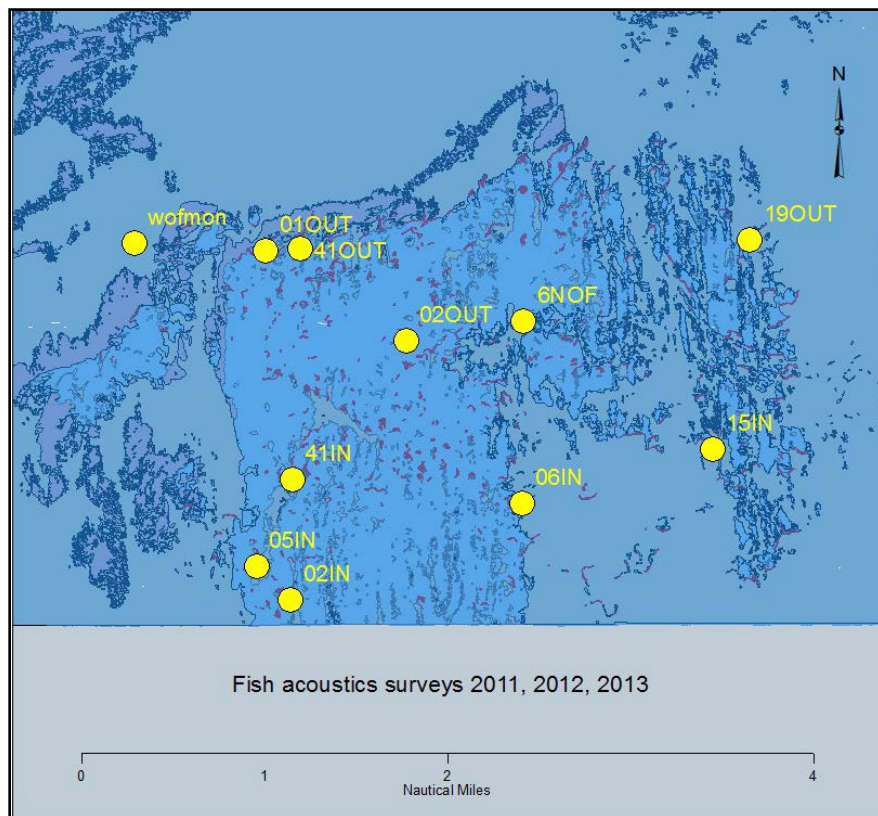 N
wofmon
01OUT
41OUT
19OUT
02OUT
6NOF
41IN
06IN
15IN
05IN
02IN
Fish acoustics surveys 2011, 2012, 2013
0 1 2 4
Nautical Miles